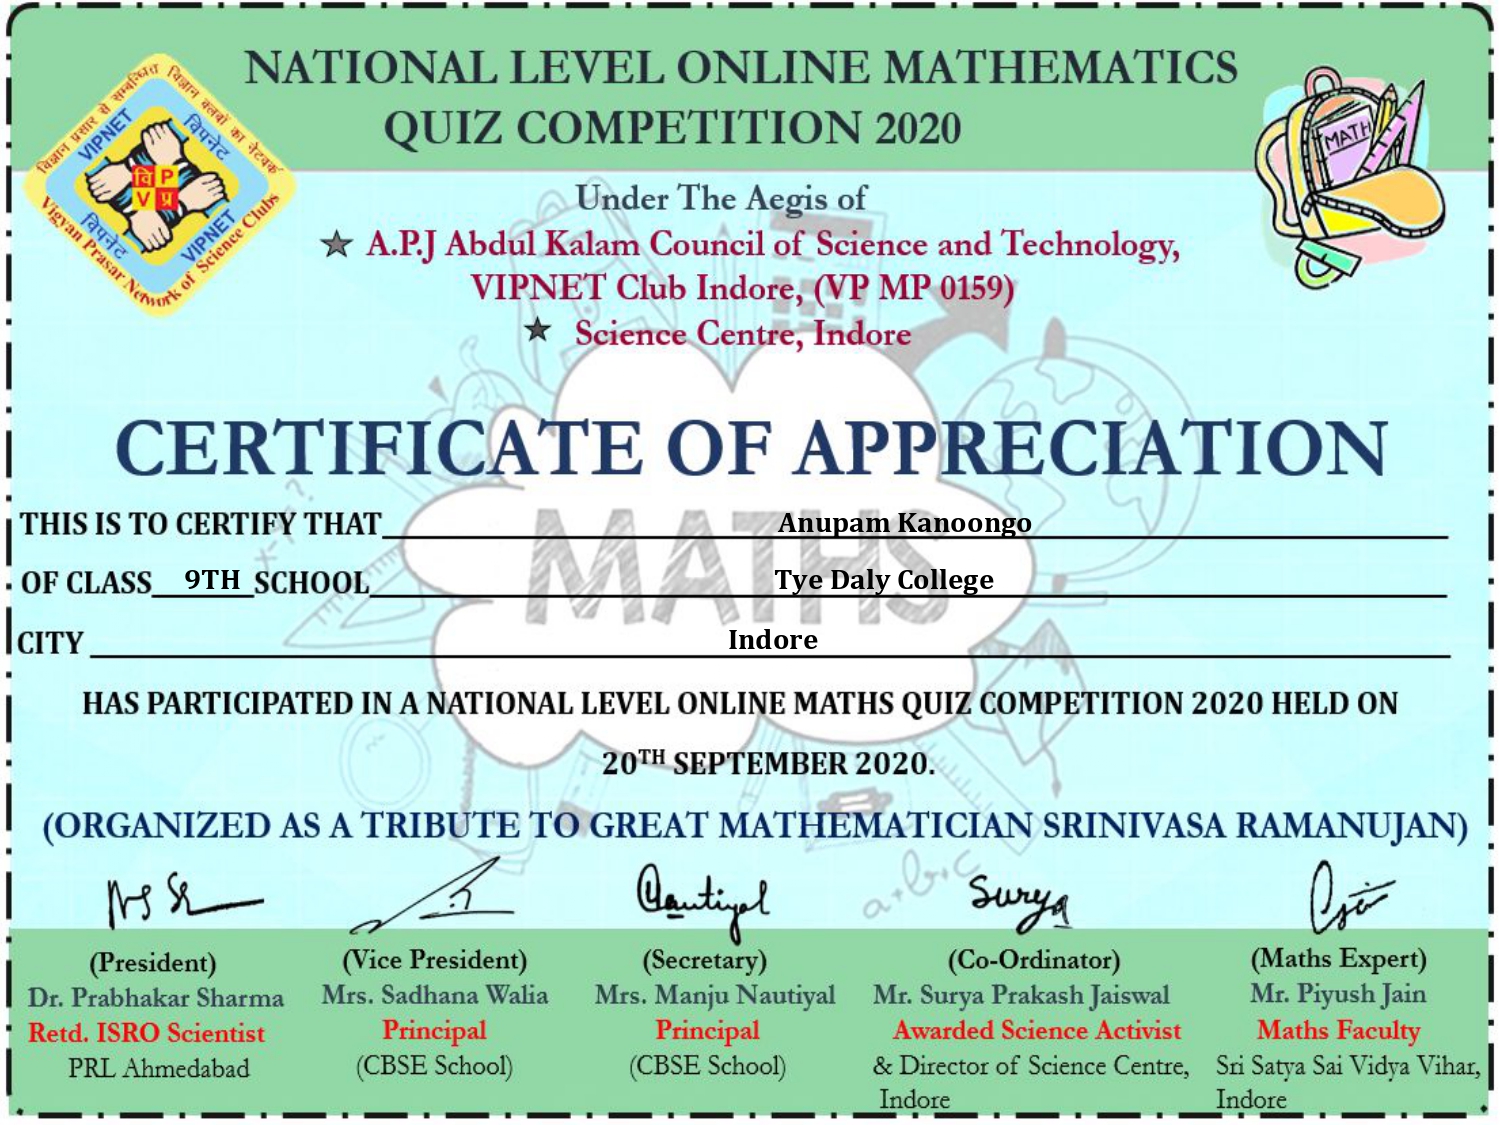 NATIONAL LEVEL ONLINE MATHEMATICS
QUIZ COMPETITION 2020
विज्ञान प्रसार से सम्बन्धित विज्ञान क्लबों का नेटवर्क
VIPNET
विपनेट
वि P
V प्र
विपनेट
VIPNET
Vigyan Prasar Network of Science Clubs
MATH
Under The Aegis of
A.P.J Abdul Kalam Council of Science and Technology,
VIPNET Club Indore, (VP MP 0159)
Science Centre, Indore
CERTIFICATE OF APPRECIATION
MATHS
THIS IS TO CERTIFY THAT Anupam Kanoongo
OF CLASS 9TH SCHOOL Tye Daly College
CITY Indore
HAS PARTICIPATED IN A NATIONAL LEVEL ONLINE MATHS QUIZ COMPETITION 2020 HELD ON
20TH SEPTEMBER 2020.
(ORGANIZED AS A TRIBUTE TO GREAT MATHEMATICIAN SRINIVASA RAMANUJAN)
a+b+c
Nautiyal
Surya
(President)
Dr. Prabhakar Sharma
Retd. ISRO Scientist
PRL Ahmedabad
(Vice President)
Mrs. Sadhana Walia
Principal
(CBSE School)
(Secretary)
Mrs. Manju Nautiyal
Principal
(CBSE School)
(Co-Ordinator)
Mr. Surya Prakash Jaiswal
Awarded Science Activist
& Director of Science Centre,
Indore
(Maths Expert)
Mr. Piyush Jain
Maths Faculty
Sri Satya Sai Vidya Vihar,
Indore